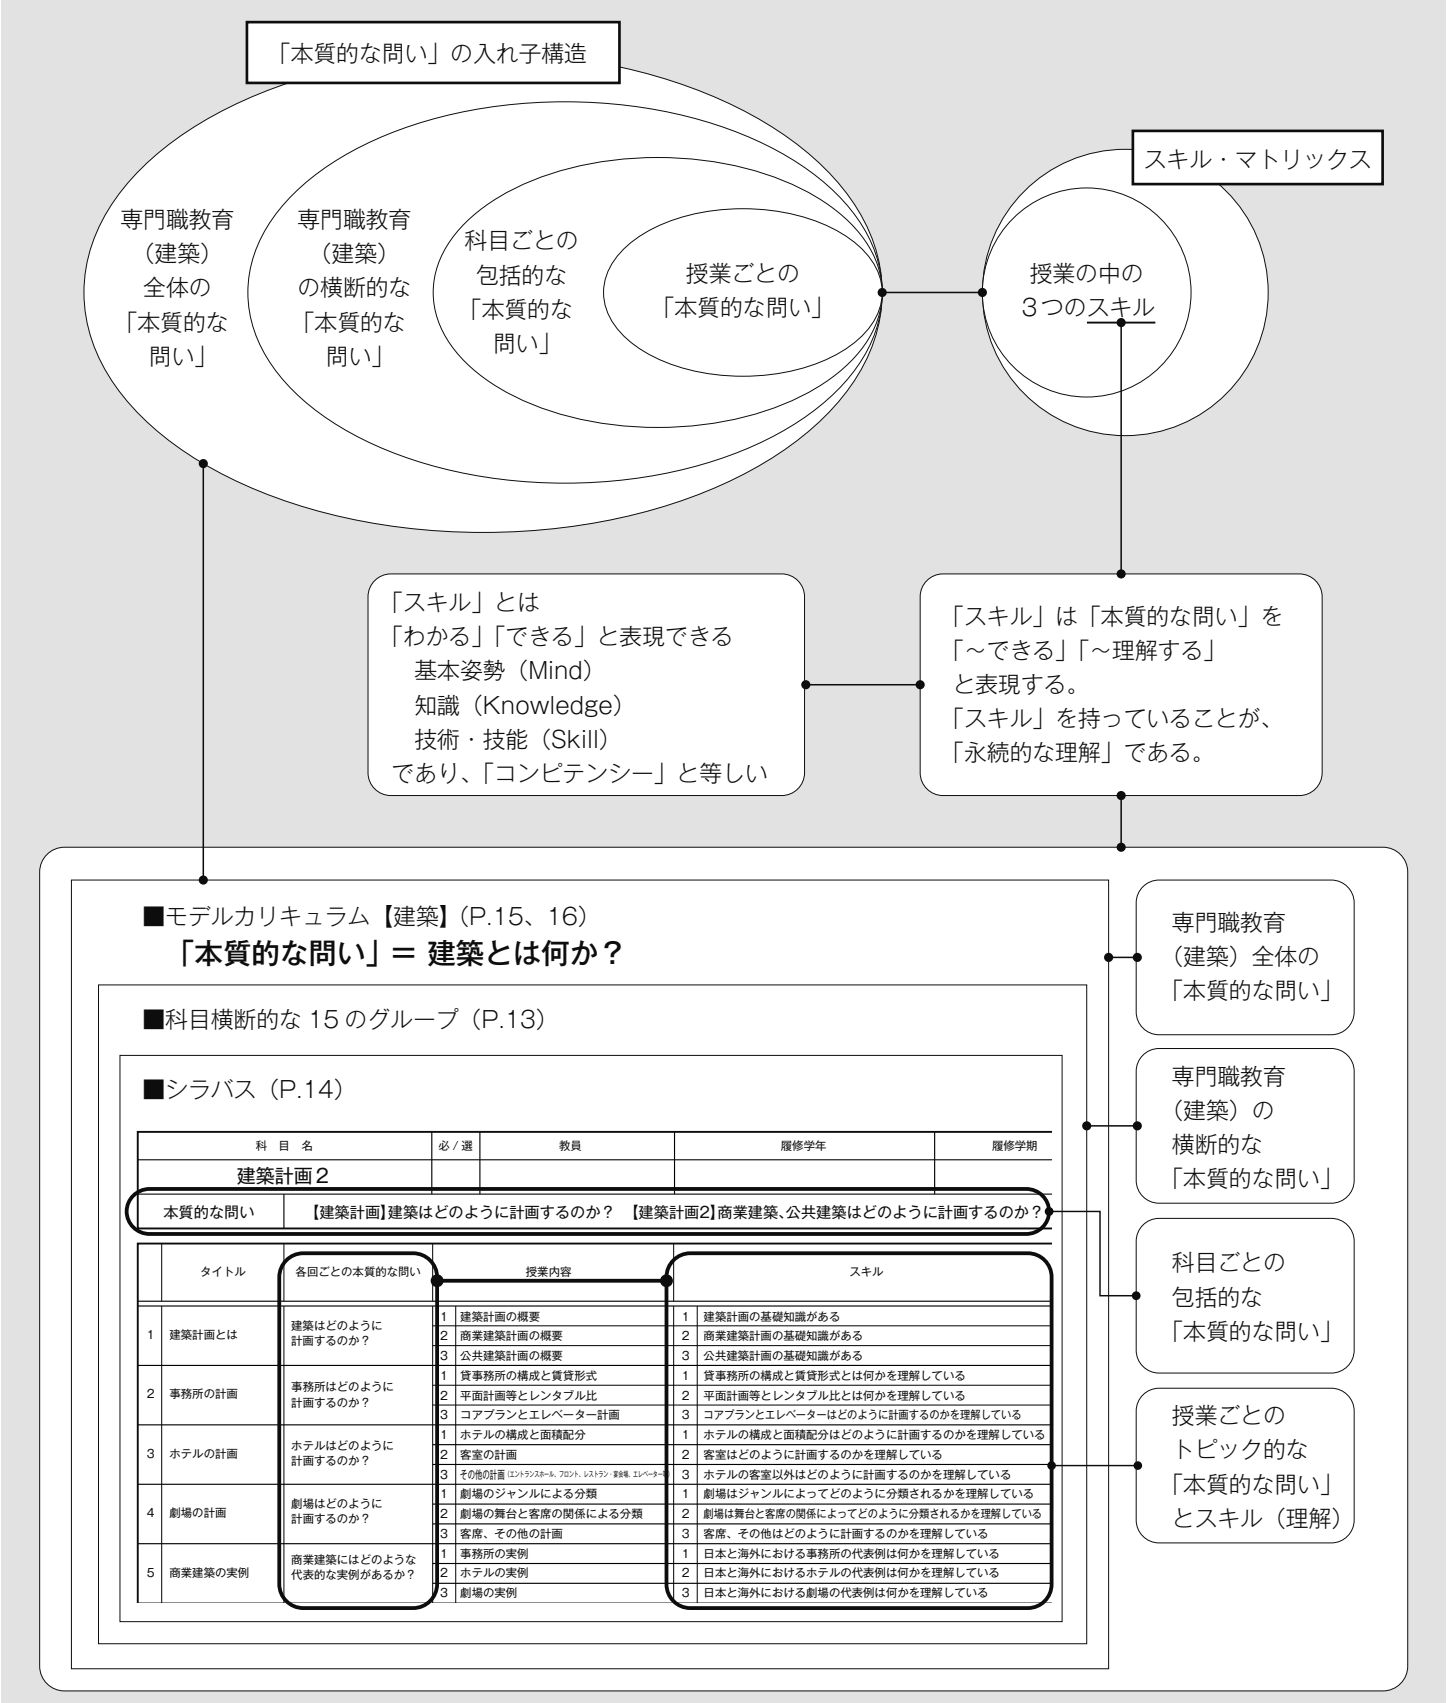 「本質的な問い」の入れ子構造
スキル・マトリックス
専門職教育
（建築）
全体の
「本質的な
問い」
専門職教育
（建築）
の横断的な
「本質的な
問い」
科目ごとの
包括的な
「本質的な
問い」
授業ごとの
「本質的な問い」
授業の中の
３つのスキル
「スキル」とは
「わかる」「できる」と表現できる
基本姿勢（Mind）
知識（Knowledge）
技術・技能（Skill）
であり、「コンピテンシー」と等しい
「スキル」は「本質的な問い」を
「～できる」「～理解する」
と表現する。
「スキル」を持っていることが、
「永続的な理解」である。
■モデルカリキュラム【建築】（P.15、16）
「本質的な問い」＝ 建築とは何か？
■科目横断的な 15 のグループ（P.13）
■シラバス（P.14）
科 目 名 必 / 選 教員 履修学年 履修学期
建築計画２
本質的な問い 【建築計画】建築はどのように計画するのか？ 【建築計画2】商業建築、公共建築はどのように計画するのか？
タイトル 各回ごとの本質的な問い 授業内容 スキル
1 建築計画とは 建築はどのように
計画するのか？
1 建築計画の概要 1 建築計画の基礎知識がある
2 商業建築計画の概要 2 商業建築計画の基礎知識がある
3 公共建築計画の概要 3 公共建築計画の基礎知識がある
2 事務所の計画 事務所はどのように
計画するのか？
1 貸事務所の構成と賃貸形式 1 貸事務所の構成と賃貸形式とは何かを理解している
2 平面計画等とレンタブル比 2 平面計画等とレンタブル比とは何かを理解している
3 コアプランとエレベーター計画 3 コアプランとエレベーターはどのように計画するのかを理解している
3 ホテルの計画 ホテルはどのように
計画するのか？
1 ホテルの構成と面積配分 1 ホテルの構成と面積配分はどのように計画するのかを理解している
2 客室の計画 2 客室はどのように計画するのかを理解している
3 その他の計画（エントランスホール、フロント、レストラン・宴会場、エレベーター等） 3 ホテルの客室以外はどのように計画するのかを理解している
4 劇場の計画 劇場はどのように
計画するのか？
1 劇場のジャンルによる分類 1 劇場はジャンルによってどのように分類されるかを理解している
2 劇場の舞台と客席の関係による分類 2 劇場は舞台と客席の関係によってどのように分類されるかを理解している
3 客席、その他の計画 3 客席、その他はどのように計画するのかを理解している
5 商業建築の実例 商業建築にはどのような
代表的な実例があるか？
1 事務所の実例 1 日本と海外における事務所の代表例は何かを理解している
2 ホテルの実例 2 日本と海外におけるホテルの代表例は何かを理解している
3 劇場の実例 3 日本と海外における劇場の代表例は何かを理解している
専門職教育
（建築）全体の
「本質的な問い」
専門職教育
（建築）の
横断的な
「本質的な問い」
科目ごとの
包括的な
「本質的な問い」
授業ごとの
トピック的な
「本質的な問い」
とスキル（理解）